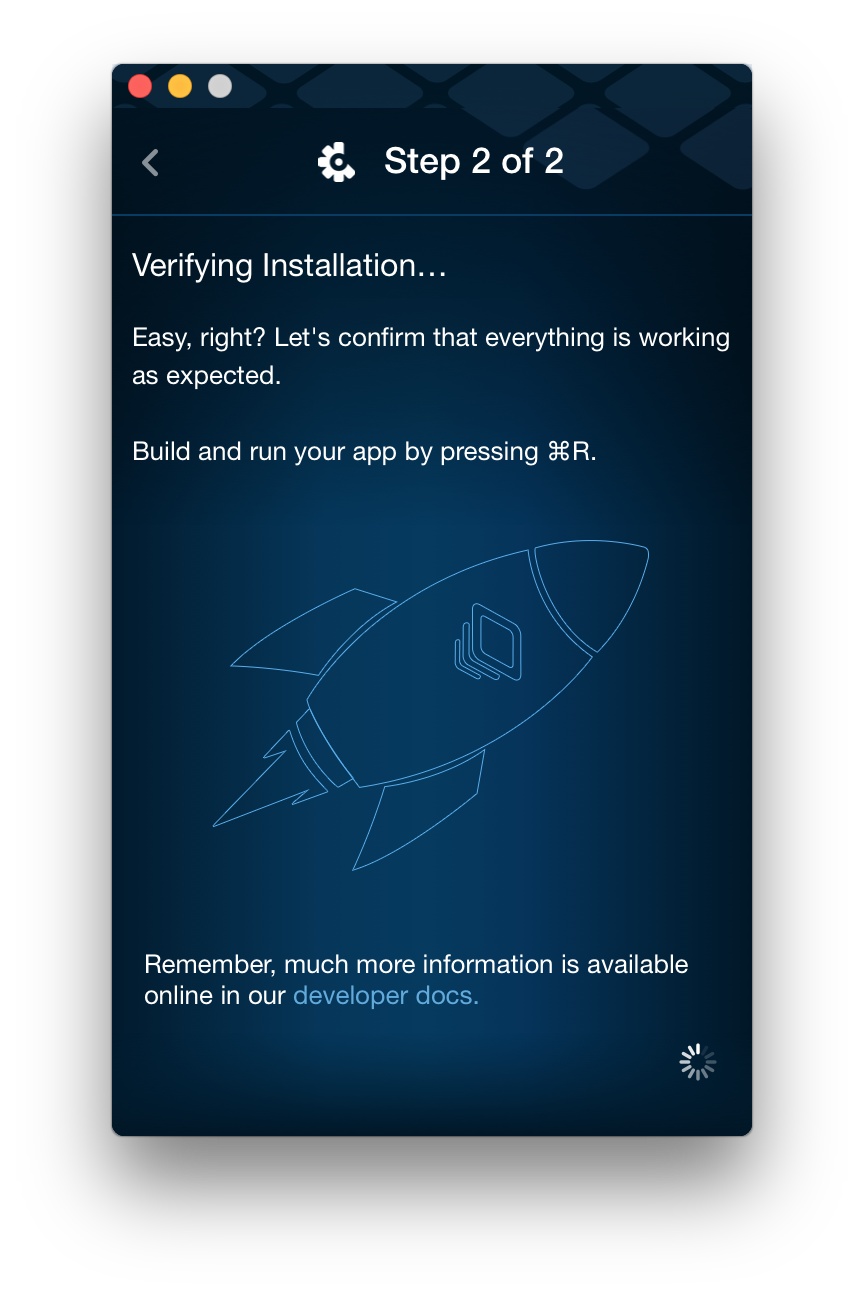 Step 2 of 2
Verifying Installation…
Easy, right? Let's confirm that everything is working
as expected.
Build and run your app by pressing ⌘R.
Remember, much more information is available
online in our developer docs.